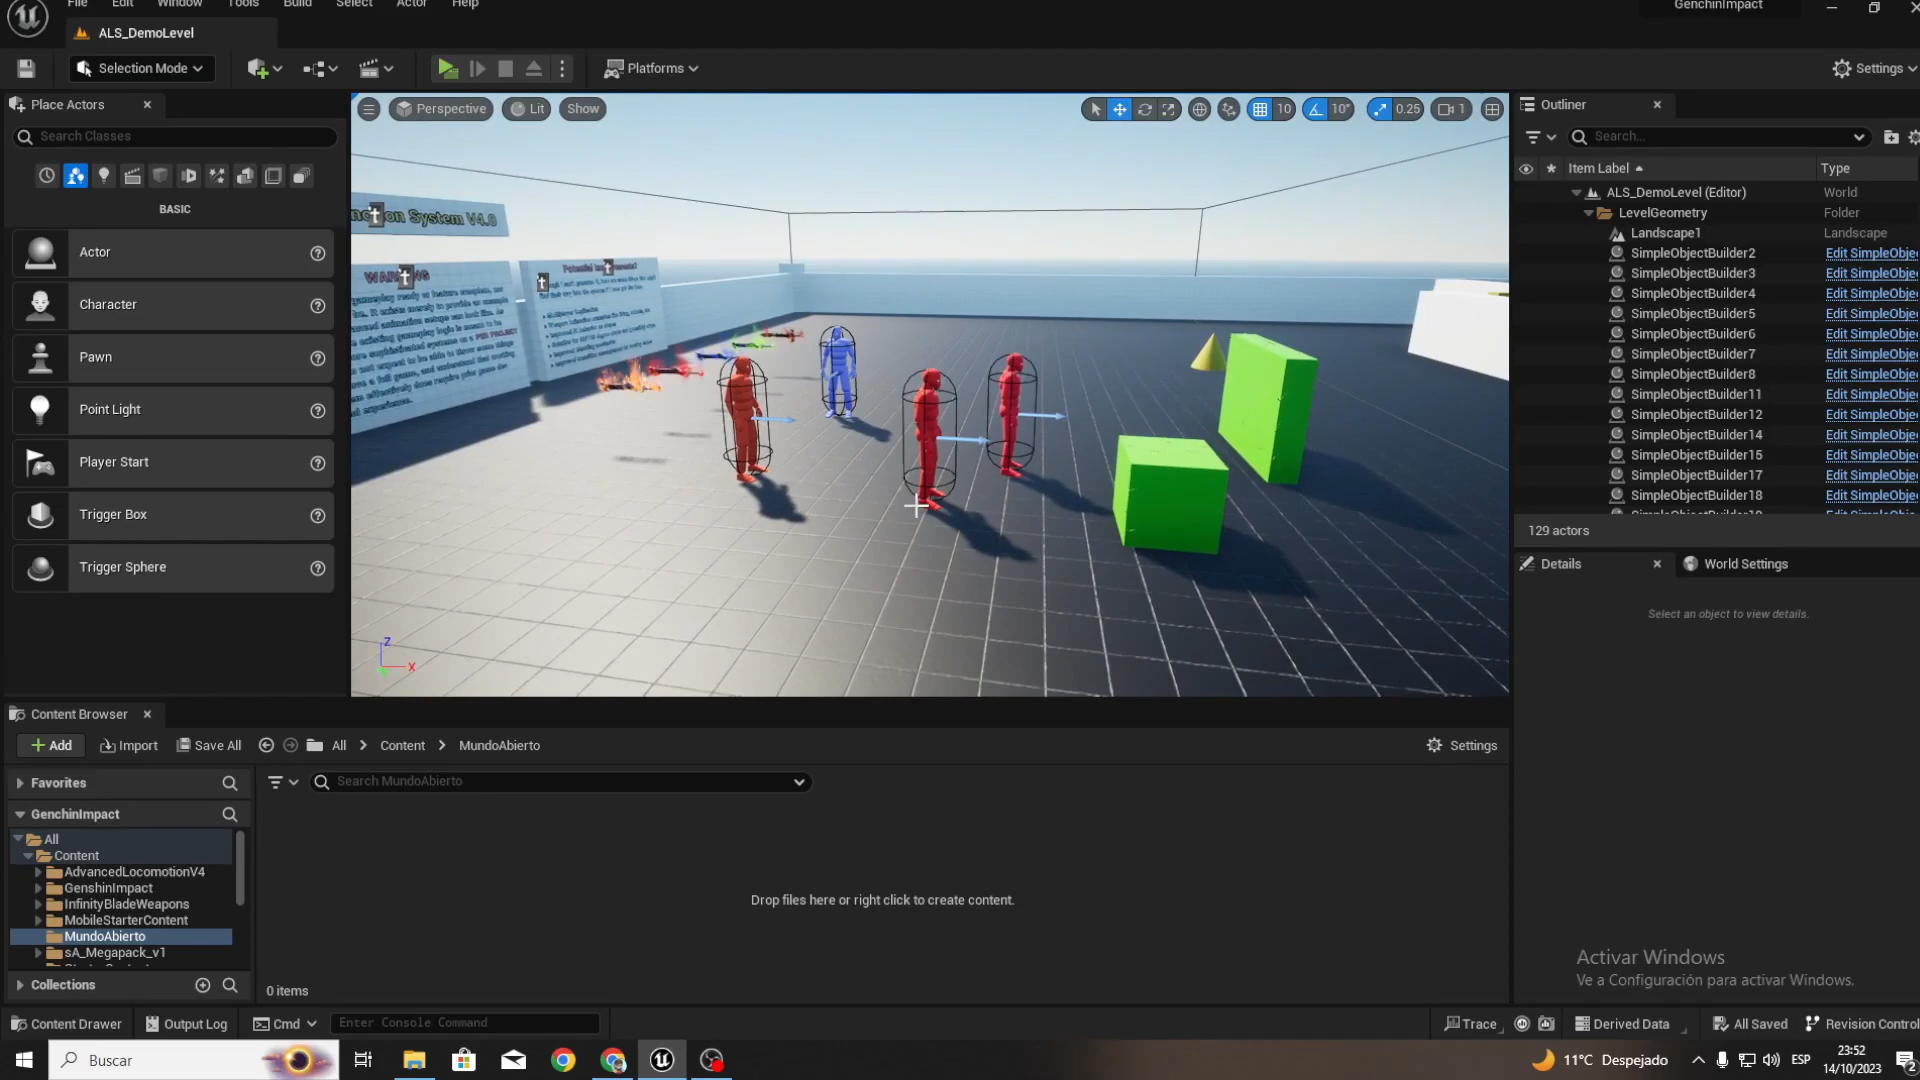 File Edit Window Tools Build Select Actor Help
GenchinImpact
ALS_DemoLevel
Selection Mode
Platforms
Settings
Place Actors
Search Classes
BASIC
Actor
Character
Pawn
Point Light
Player Start
Trigger Box
Trigger Sphere
Perspective
Lit
Show
10
10°
0.25
1
System V4.0
WARNING
Potential Improvements?
Z
X
Outliner
Search...
Item Label
Type
ALS_DemoLevel (Editor) World
LevelGeometry Folder
Landscape1 Landscape
SimpleObjectBuilder2 Edit SimpleObje
SimpleObjectBuilder3 Edit SimpleObje
SimpleObjectBuilder4 Edit SimpleObje
SimpleObjectBuilder5 Edit SimpleObje
SimpleObjectBuilder6 Edit SimpleObje
SimpleObjectBuilder7 Edit SimpleObje
SimpleObjectBuilder8 Edit SimpleObje
SimpleObjectBuilder11 Edit SimpleObje
SimpleObjectBuilder12 Edit SimpleObje
SimpleObjectBuilder14 Edit SimpleObje
SimpleObjectBuilder15 Edit SimpleObje
SimpleObjectBuilder17 Edit SimpleObje
SimpleObjectBuilder18 Edit SimpleObje
129 actors
Details
World Settings
Select an object to view details.
Content Browser
Add
Import
Save All
All
Content
MundoAbierto
Settings
Favorites
Search MundoAbierto
GenchinImpact
All
Content
AdvancedLocomotionV4
GenshinImpact
InfinityBladeWeapons
MobileStarterContent
MundoAbierto
sA_Megapack_v1
Drop files here or right click to create content.
Collections
0 items
Activar Windows
Ve a Configuración para activar Windows.
Content Drawer
Output Log
Cmd
Enter Console Command
Trace
Derived Data
All Saved
Revision Control
Buscar
11°C Despejado
ESP
23:52
14/10/2023
2